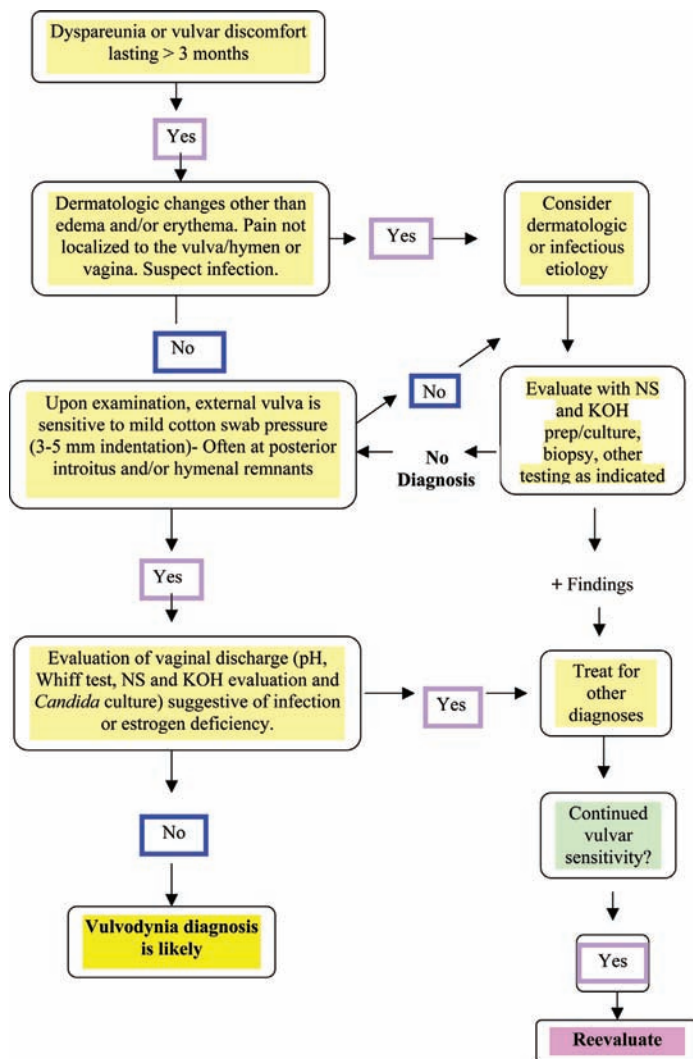 Dyspareunia or vulvar discomfort
lasting > 3 months
Yes
Dermatologic changes other than
edema and/or erythema. Pain not
localized to the vulva/hymen or
vagina. Suspect infection.
Yes
Consider
dermatologic
or infectious
etiology
No
Upon examination, external vulva is
sensitive to mild cotton swab pressure
(3-5 mm indentation)- Often at posterior
introitus and/or hymenal remnants
No
No
Diagnosis
Evaluate with NS
and KOH
prep/culture,
biopsy, other
testing as indicated
Yes
+ Findings
Evaluation of vaginal discharge (pH,
Whiff test, NS and KOH evaluation and
Candida culture) suggestive of infection
or estrogen deficiency.
Yes
Treat for
other
diagnoses
No
Continued
vulvar
sensitivity?
Vulvodynia diagnosis
is likely
Yes
Reevaluate